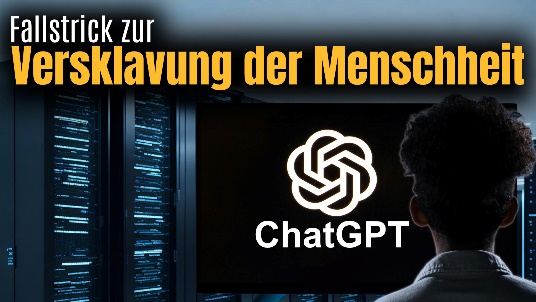 Fallstrick zur
Versklavung der Menschheit
ChatGPT